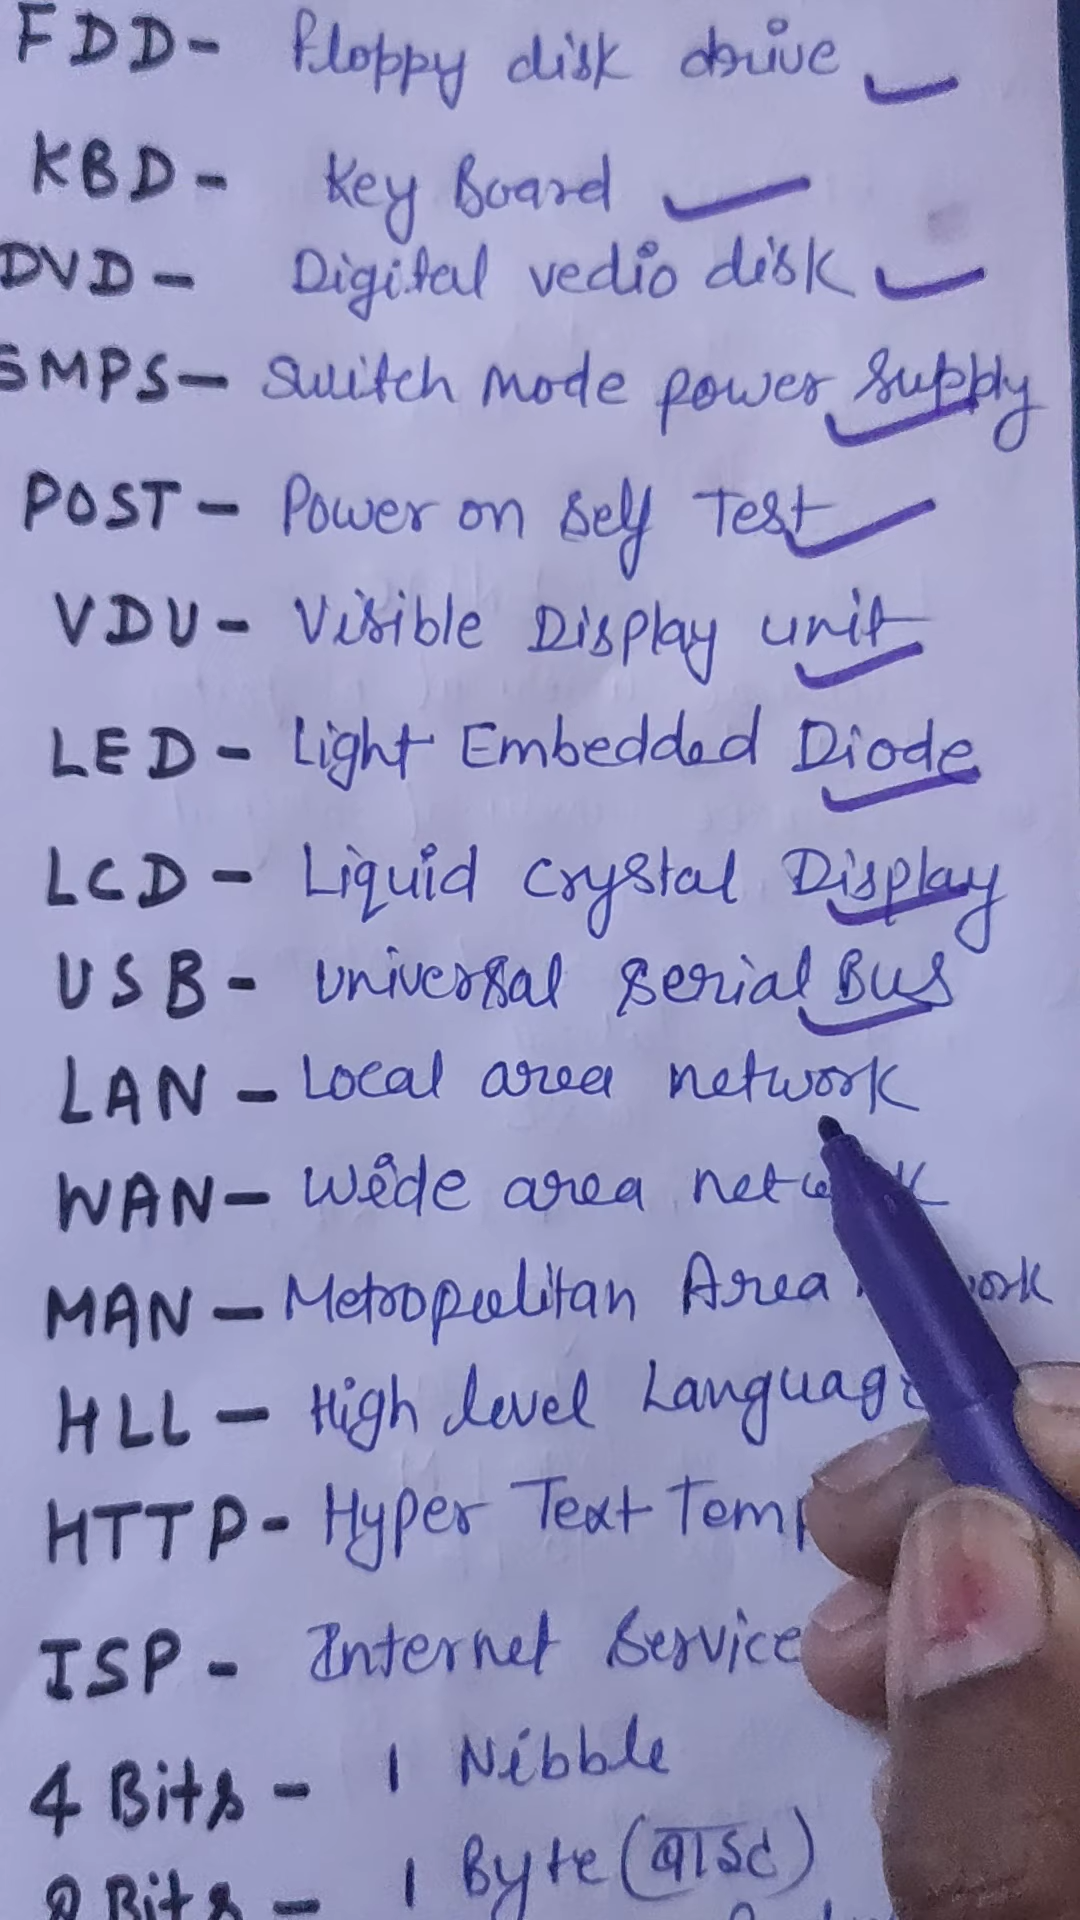 FDD- Floppy disk drive
KBD- Key Board
DVD- Digital vedio disk
SMPS- Switch mode power supply
POST- Power on self Test
VDU- Visible Display unit
LED- Light Embedded Diode
LCD- Liquid crystal Display
USB- Universal serial Bus
LAN- Local area network
WAN- Wide area
MAN- Metropolitan Area
HLL- High level Language
HTTP- Hyper Text
ISP- Internet Service
4 Bits- 1 Nibble
8 Bits- 1 Byte (बाइट)